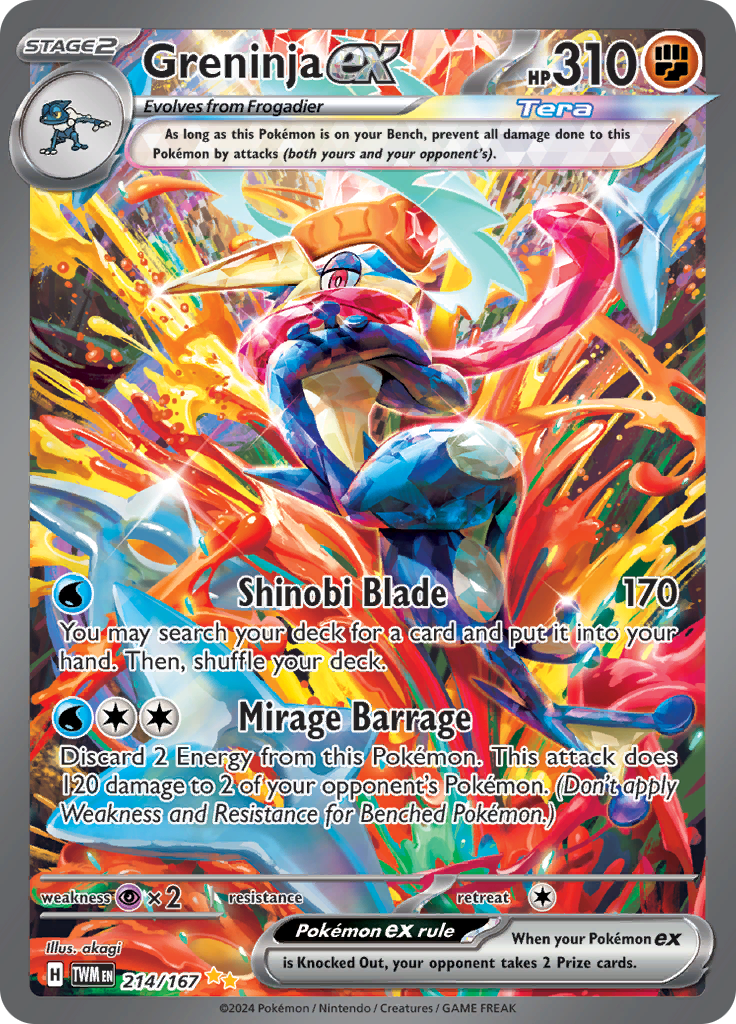 STAGE2
Greninja ex
HP 310
Evolves from Frogadier
Tera
As long as this Pokémon is on your Bench, prevent all damage done to this
Pokémon by attacks (both yours and your opponent's).
Shinobi Blade 170
You may search your deck for a card and put it into your
hand. Then, shuffle your deck.
Mirage Barrage
Discard 2 Energy from this Pokémon. This attack does
120 damage to 2 of your opponent's Pokémon. (Don't apply
Weakness and Resistance for Benched Pokémon.)
weakness ×2 resistance retreat
Illus. akagi
Pokémon ex rule
When your Pokémon ex
is Knocked Out, your opponent takes 2 Prize cards.
H TWM EN 214/167
©2024 Pokémon / Nintendo / Creatures / GAME FREAK